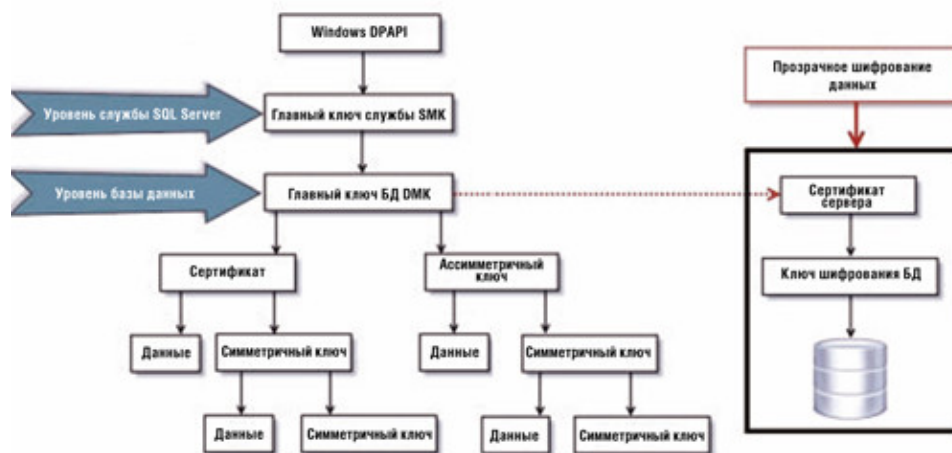 Windows DPAPI
Прозрачное шифрование
данных
Уровень службы SQL Server
Главный ключ службы SMK
Уровень базы данных
Главный ключ БД DMK
Сертификат
сервера
Сертификат
Ассимметричный
ключ
Ключ шифрования БД
Данные
Симметричный ключ
Данные
Симметричный ключ
Данные
Симметричный ключ
Данные
Симметричный ключ